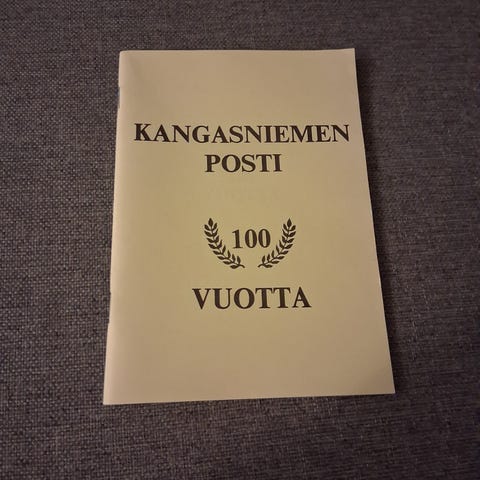 KANGASNIEMEN
POSTI
100
VUOTTA